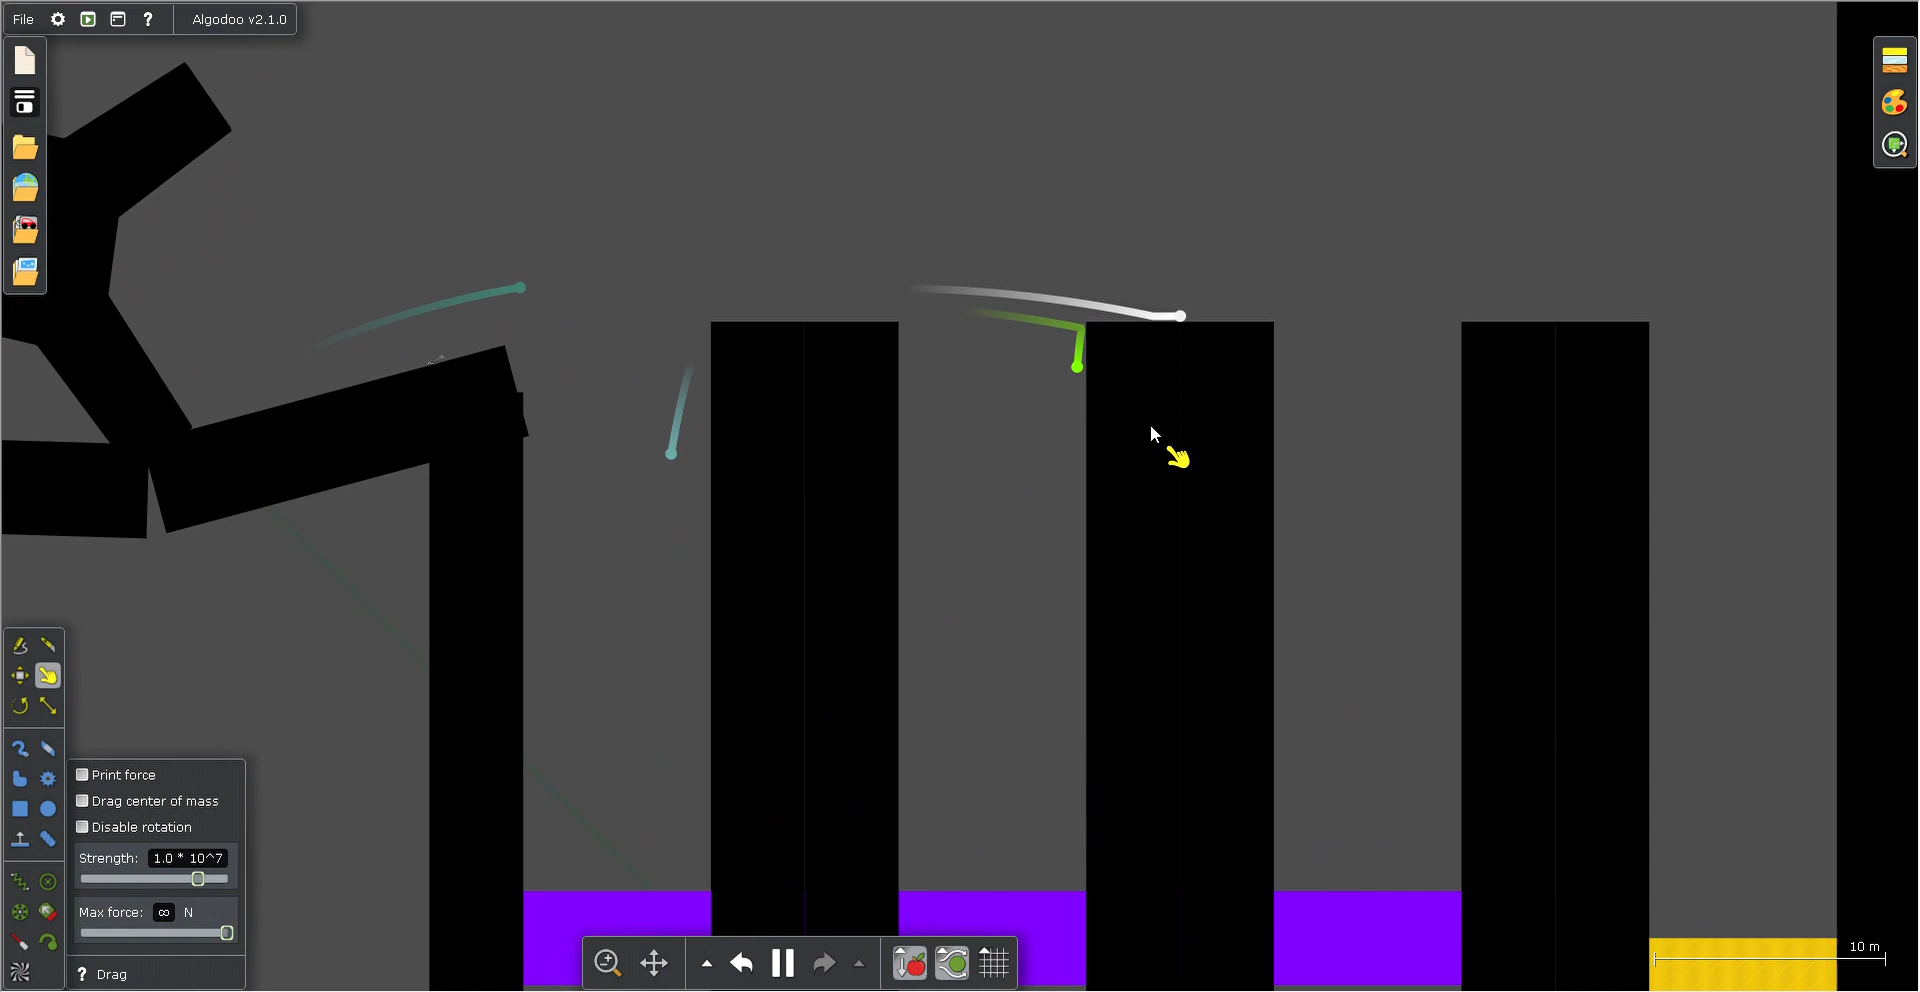 File ? Algodoo v2.1.0
Print force
Drag center of mass
Disable rotation
Strength: 1.0 * 10^7
Max force: ∞ N
? Drag
10 m